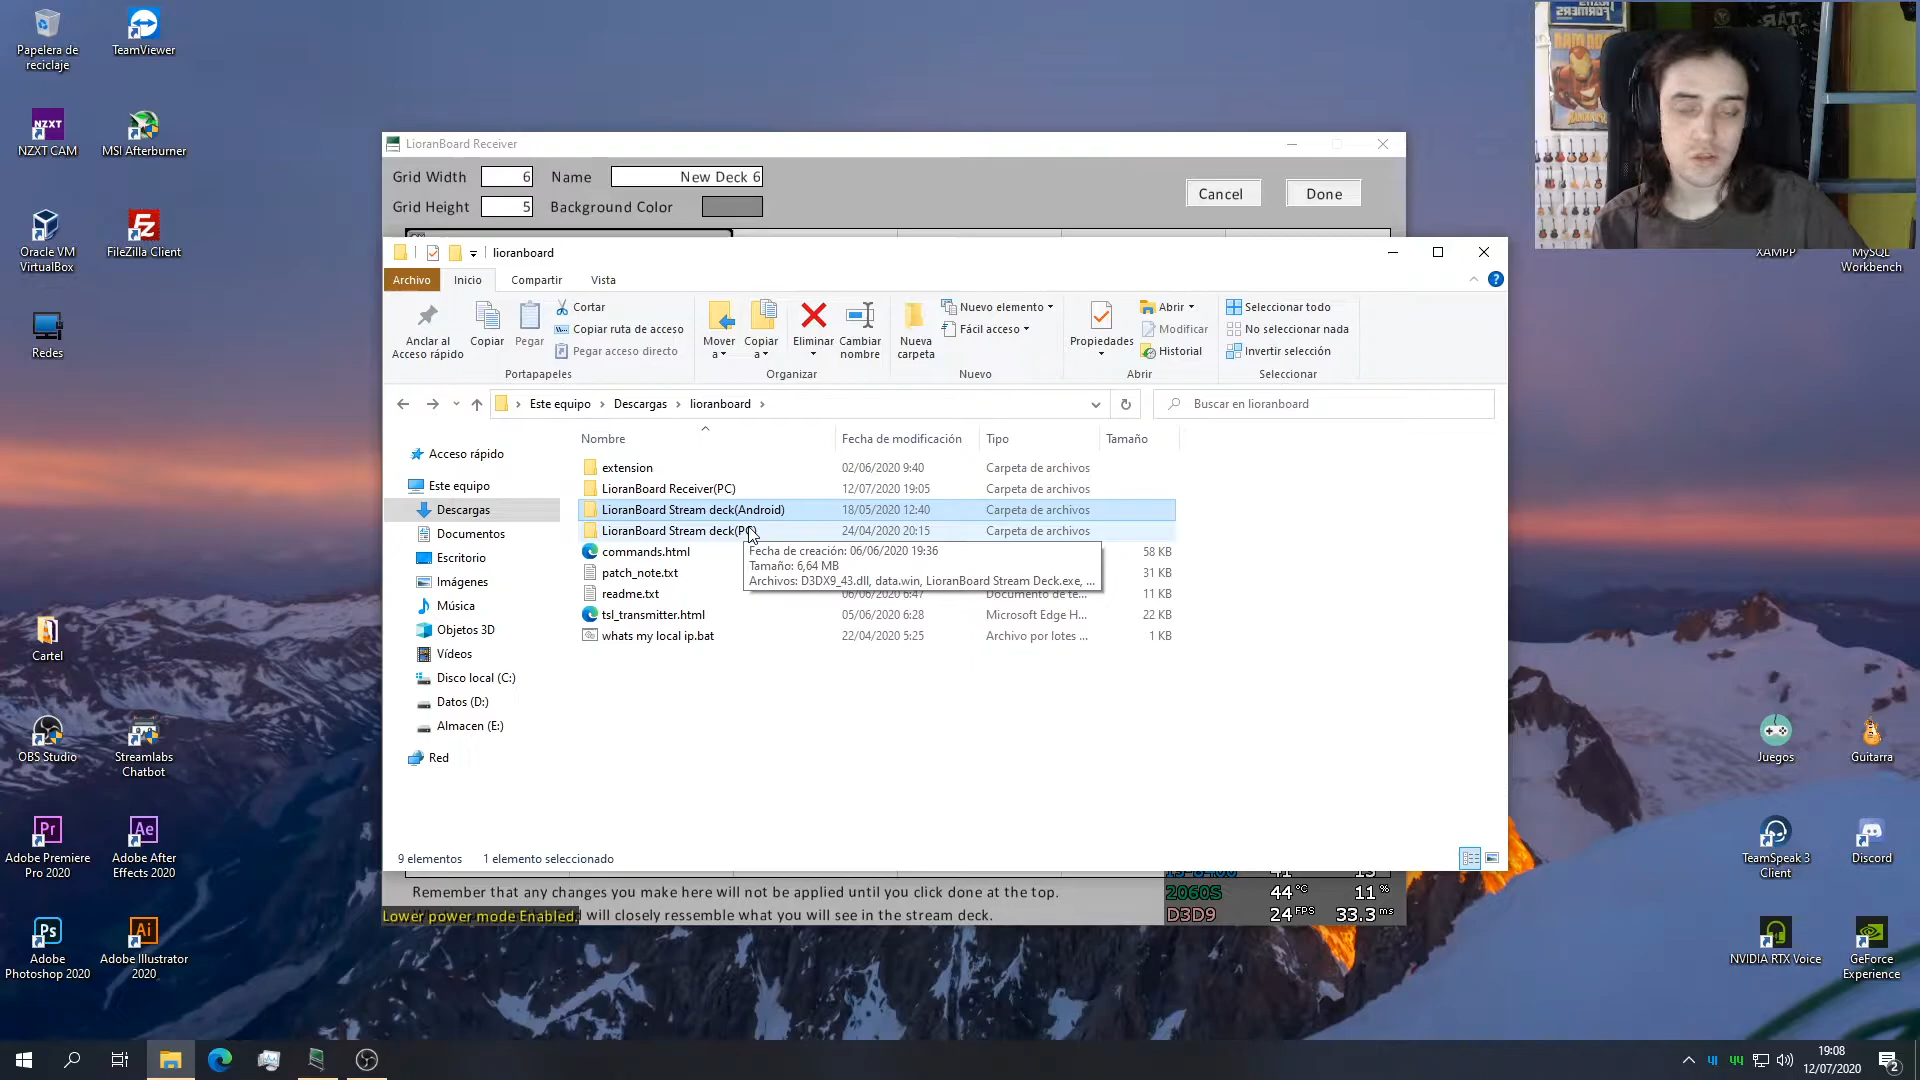 Papelera de reciclaje
TeamViewer
NZXT CAM
MSI Afterburner
Oracle VM VirtualBox
FileZilla Client
Redes
Cartel
OBS Studio
Streamlabs Chatbot
Adobe Premiere Pro 2020
Adobe After Effects 2020
Adobe Photoshop 2020
Adobe Illustrator 2020
LioranBoard Receiver
Grid Width 6 Name New Deck 6
Cancel Done
Grid Height 5 Background Color
lioranboard
Archivo Inicio Compartir Vista
Anclar al Acceso rápido
Copiar
Pegar
Cortar
Copiar ruta de acceso
Pegar acceso directo
Portapapeles
Mover a
Copiar a
Eliminar
Cambiar nombre
Organizar
Nueva carpeta
Nuevo elemento
Fácil acceso
Nuevo
Propiedades
Abrir
Modificar
Historial
Abrir
Seleccionar todo
No seleccionar nada
Invertir selección
Seleccionar
Este equipo Descargas lioranboard
Buscar en lioranboard
Acceso rápido
Este equipo
Descargas
Documentos
Escritorio
Imágenes
Música
Objetos 3D
Vídeos
Disco local (C:)
Datos (D:)
Almacen (E:)
Red
Nombre Fecha de modificación Tipo Tamaño
extension 02/06/2020 9:40 Carpeta de archivos
LioranBoard Receiver(PC) 12/07/2020 19:05 Carpeta de archivos
LioranBoard Stream deck(Android) 18/05/2020 12:40 Carpeta de archivos
LioranBoard Stream deck(PC) 24/04/2020 20:15 Carpeta de archivos
commands.html 58 KB
patch_note.txt 31 KB
readme.txt 06/06/2020 6:47 Documento de te... 11 KB
tsl_transmitter.html 05/06/2020 6:28 Microsoft Edge H... 22 KB
whats my local ip.bat 22/04/2020 5:25 Archivo por lotes ... 1 KB
Fecha de creación: 06/06/2020 19:36
Tamaño: 6,64 MB
Archivos: D3DX9_43.dll, data.win, LioranBoard Stream Deck.exe, ...
9 elementos 1 elemento seleccionado
Remember that any changes you make here will not be applied until you click done at the top.
Lower power mode Enabled.
will closely ressemble what you will see in the stream deck.
2060S 44 °C 11 %
D3D9 24 FPS 33.3 ms
XAMPP
MySQL Workbench
Juegos
Guitarra
TeamSpeak 3 Client
Discord
NVIDIA RTX Voice
GeForce Experience
19:08
12/07/2020
2